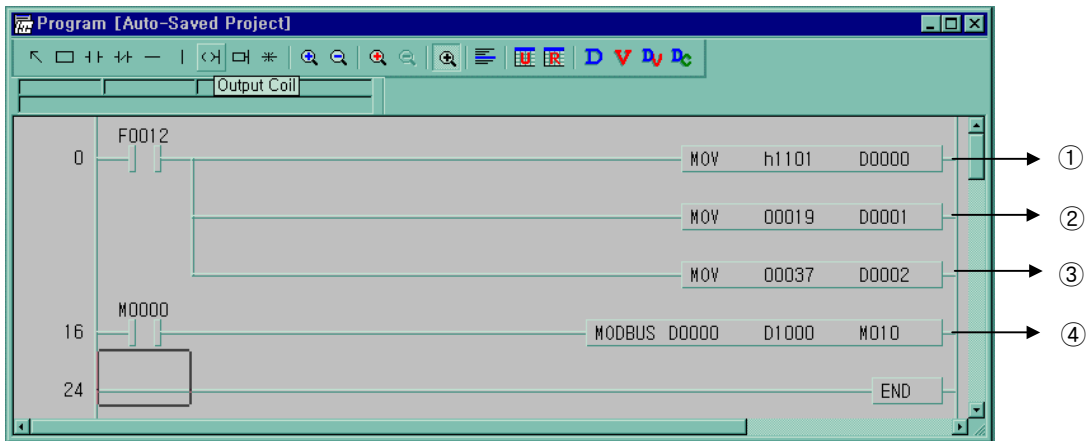 Program [Auto-Saved Project]
U R D V D/ Dc
Output Coil
F0012
0 MOV h1101 D0000 ①
MOV 00019 D0001 ②
MOV 00037 D0002 ③
M0000
16 MODBUS D0000 D1000 M010 ④
24 END